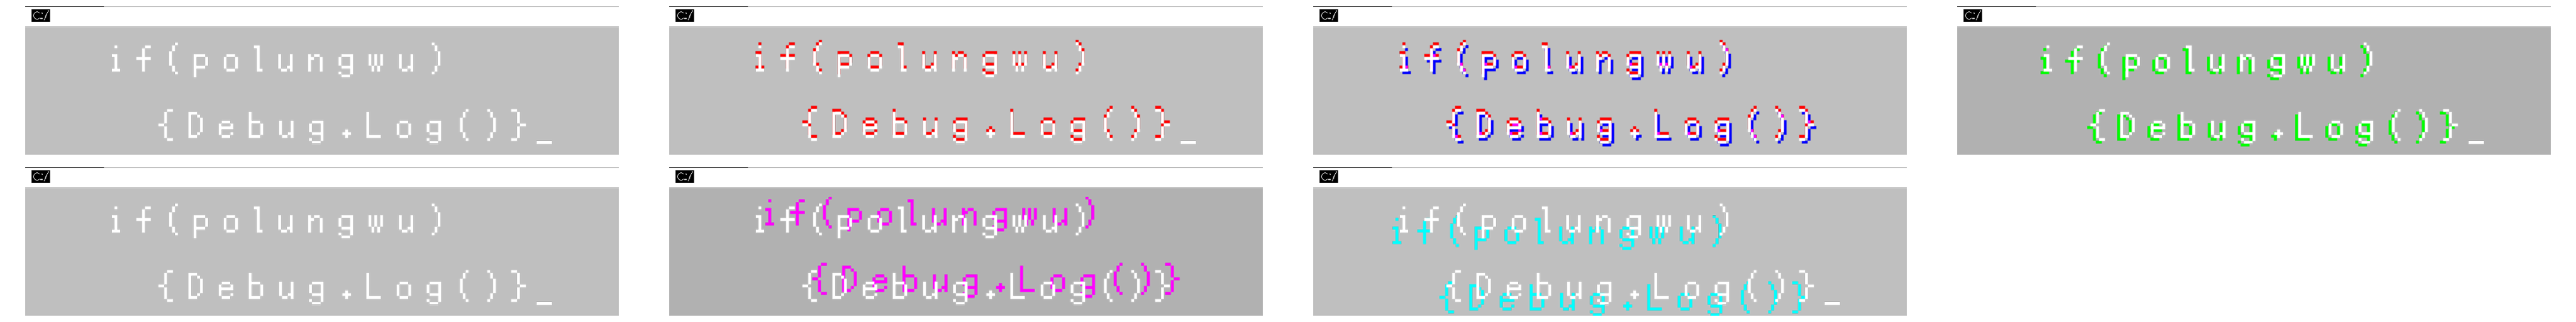 C:/
if(polungwu)
{Debug.Log()}_
C:/
if(polungwu)
{Debug.Log()}_
C:/
if(polungwu)
{Debug.Log()}
C:/
if(polungwu)
{Debug.Log()}_
C:/
if(polungwu)
{Debug.Log()}_
C:/
if(polungwu)
{Debug.Log()}
C:/
if(polungwu)
{Debug.Log()}_